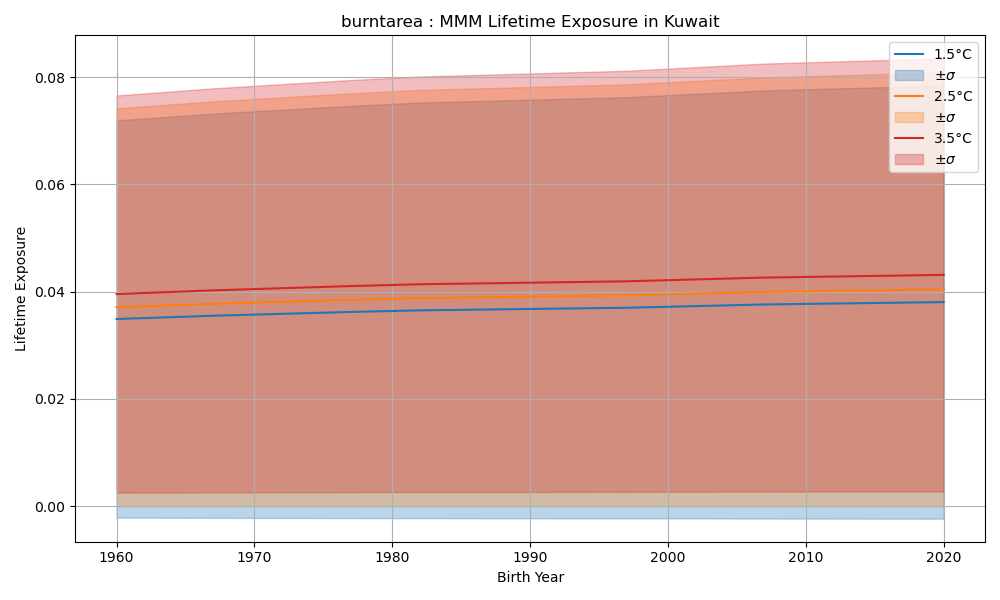 burntarea : MMM Lifetime Exposure in Kuwait
1.5°C
±σ
2.5°C
±σ
3.5°C
±σ
0.08
0.06
0.04
0.02
0.00
Lifetime Exposure
1960 1970 1980 1990 2000 2010 2020
Birth Year